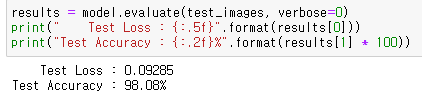 results = model.evaluate(test_images, verbose=0)
print("    Test Loss : {:.5f}".format(results[0]))
print("Test Accuracy : {:.2f}%".format(results[1] * 100))
    Test Loss : 0.09285
Test Accuracy : 98.08%